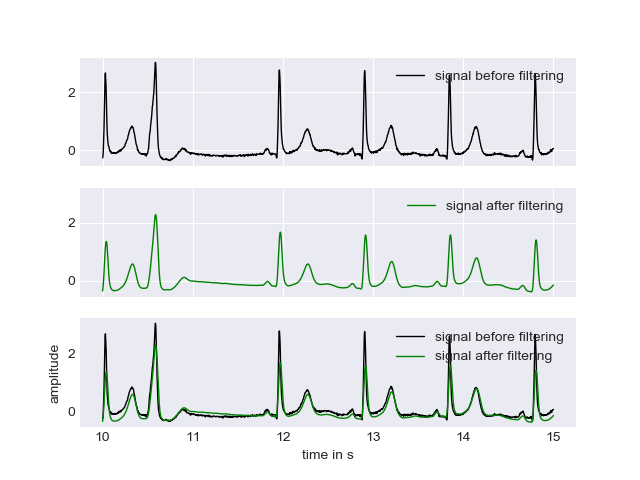 signal before filtering
2
0
signal after filtering
2
0
signal before filtering
signal after filtering
2
0
amplitude
10 11 12 13 14 15
time in s